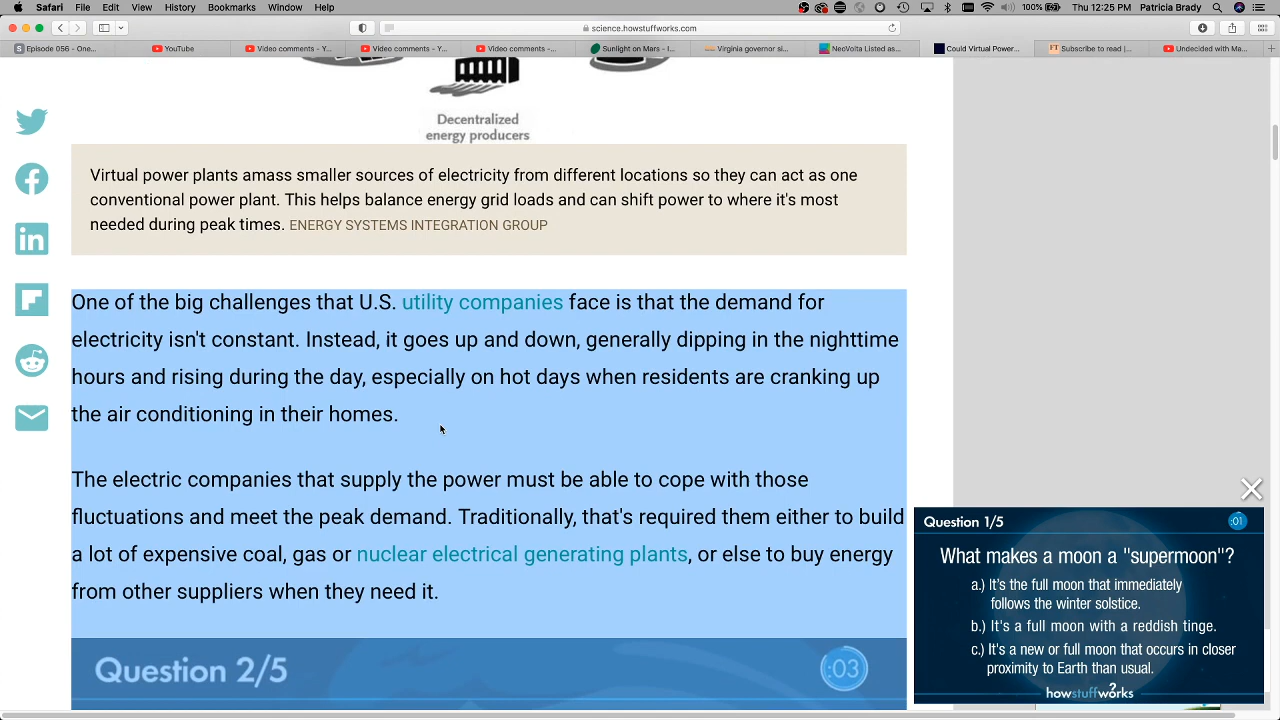 Safari File Edit View History Bookmarks Window Help
100% Thu 12:25 PM Patricia Brady
science.howstuffworks.com
Episode 056 - One...
YouTube
Video comments - Y...
Video comments - Y...
Video comments -...
Sunlight on Mars - I...
Virginia governor si...
NeoVolta Listed as...
Could Virtual Power...
FT Subscribe to read |...
Undecided with Ma...
Decentralized
energy producers
Virtual power plants amass smaller sources of electricity from different locations so they can act as one
conventional power plant. This helps balance energy grid loads and can shift power to where it's most
needed during peak times. ENERGY SYSTEMS INTEGRATION GROUP
One of the big challenges that U.S. utility companies face is that the demand for
electricity isn't constant. Instead, it goes up and down, generally dipping in the nighttime
hours and rising during the day, especially on hot days when residents are cranking up
the air conditioning in their homes.
The electric companies that supply the power must be able to cope with those
fluctuations and meet the peak demand. Traditionally, that's required them either to build
a lot of expensive coal, gas or nuclear electrical generating plants, or else to buy energy
from other suppliers when they need it.
Question 2/5
:03
Question 1/5
:01
What makes a moon a "supermoon"?
a.) It's the full moon that immediately
follows the winter solstice.
b.) It's a full moon with a reddish tinge.
c.) It's a new or full moon that occurs in closer
proximity to Earth than usual.
howstuffworks